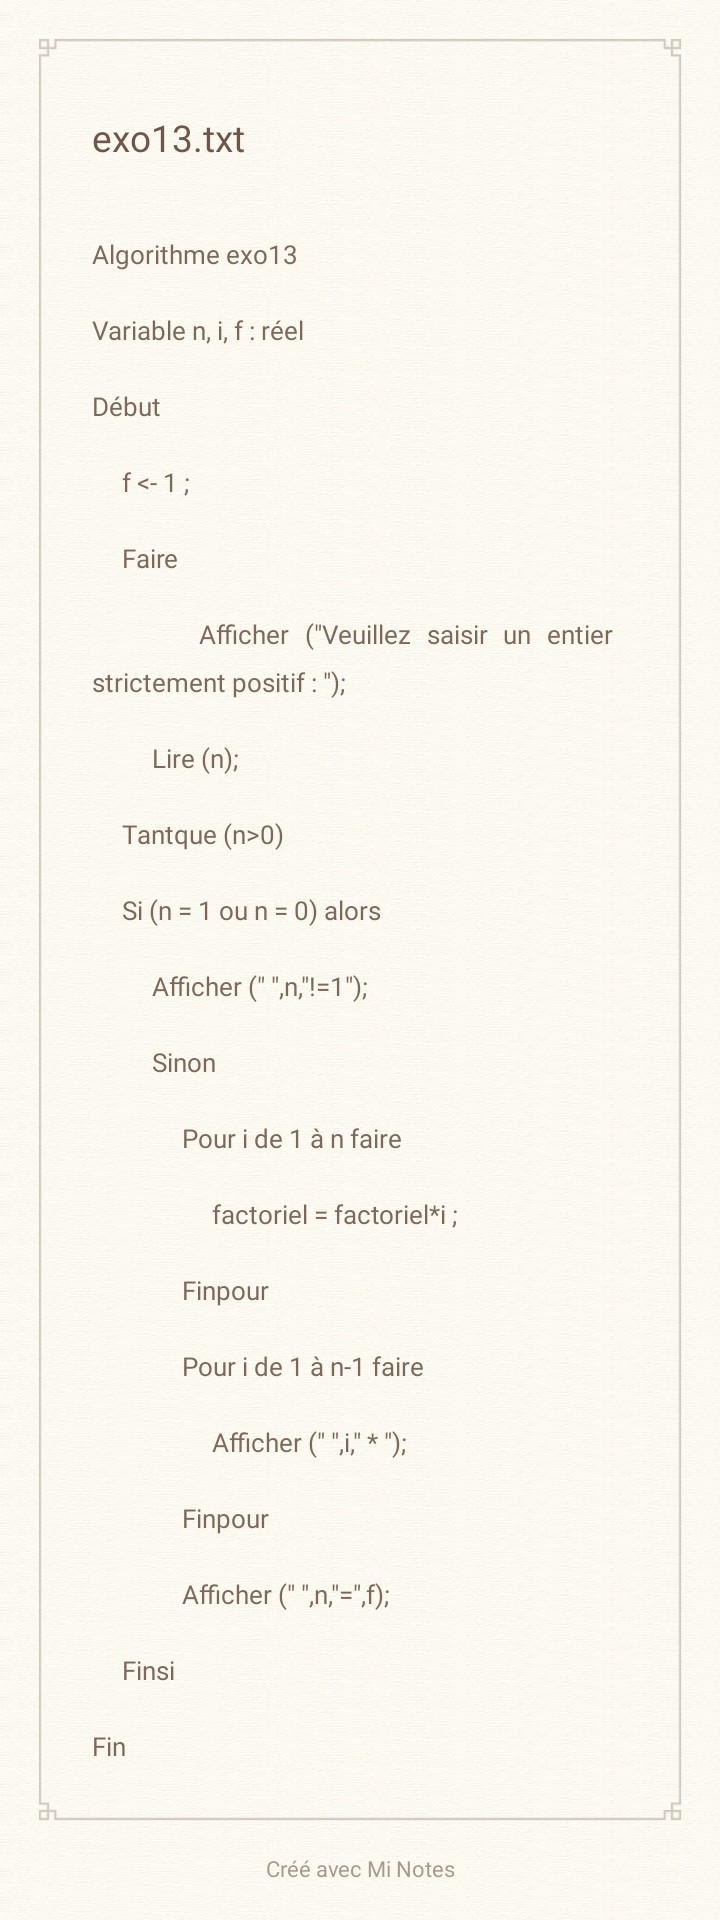 exo13.txt
Algorithme exo13
Variable n, i, f : réel
Début
f <- 1 ;
Faire
Afficher ("Veuillez saisir un entier
strictement positif : ");
Lire (n);
Tantque (n>0)
Si (n = 1 ou n = 0) alors
Afficher (" ",n,"!=1");
Sinon
Pour i de 1 à n faire
factoriel = factoriel*i ;
Finpour
Pour i de 1 à n-1 faire
Afficher (" ",i," * ");
Finpour
Afficher (" ",n,"=",f);
Finsi
Fin
Créé avec Mi Notes